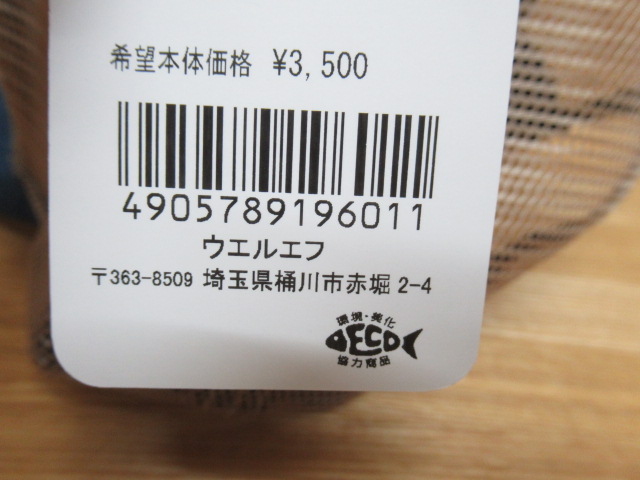 希望本体価格 ¥3,500
4905789196011
ウエルエフ
〒363-8509 埼玉県桶川市赤堀 2-4
環境・美化
ECO
協力商品